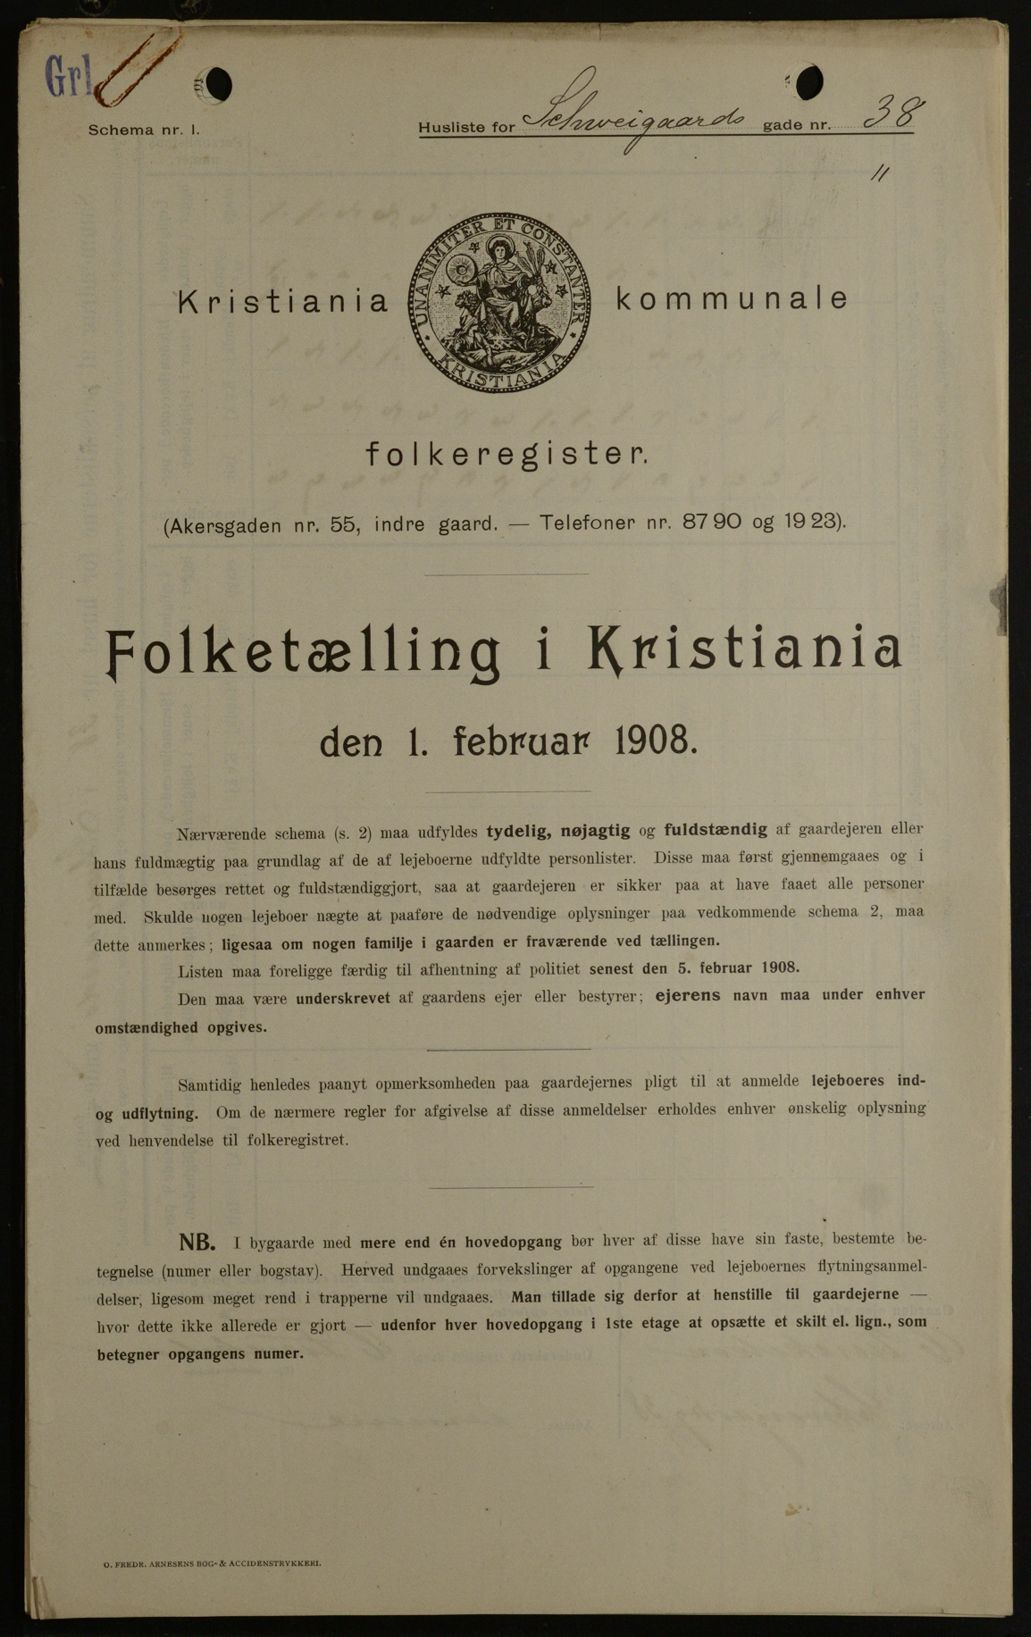 Grl
Schema nr. 1.
Husliste for Schweigaards gade nr. 38
"
UNANIMITER ET CONSTANTER
KRISTIANIA
Kristiania kommunale
folkeregister.
(Akersgaden nr. 55, indre gaard. — Telefoner nr. 87 90 og 19 23).
Folketælling i Kristiania
den 1. februar 1908.
Nærværende schema (s. 2) maa udfyldes tydelig, nøjagtig og fuldstændig af gaardejeren eller
hans fuldmægtig paa grundlag af de af lejeboerne udfyldte personlister. Disse maa først gjennemgaaes og i
tilfælde besørges rettet og fuldstændiggjort, saa at gaardejeren er sikker paa at have faaet alle personer
med. Skulde nogen lejeboer nægte at paaføre de nødvendige oplysninger paa vedkommende schema 2, maa
dette anmerkes; ligesaa om nogen familje i gaarden er fraværende ved tællingen.
Listen maa foreligge færdig til afhentning af politiet senest den 5. februar 1908.
Den maa være underskrevet af gaardens ejer eller bestyrer; ejerens navn maa under enhver
omstændighed opgives.
Samtidig henledes paanyt opmerksomheden paa gaardejernes pligt til at anmelde lejeboeres ind-
og udflytning. Om de nærmere regler for afgivelse af disse anmeldelser erholdes enhver ønskelig oplysning
ved henvendelse til folkeregistret.
NB. I bygaarde med mere end én hovedopgang bør hver af disse have sin faste, bestemte be-
tegnelse (numer eller bogstav). Herved undgaaes forvekslinger af opgangene ved lejeboernes flytningsanmel-
delser, ligesom meget rend i trapperne vil undgaaes. Man tillade sig derfor at henstille til gaardejerne —
hvor dette ikke allerede er gjort — udenfor hver hovedopgang i 1ste etage at opsætte et skilt el. lign., som
betegner opgangens numer.
O. FREDR. ARNESENS BOG- & ACCIDENSTRYKKERI.